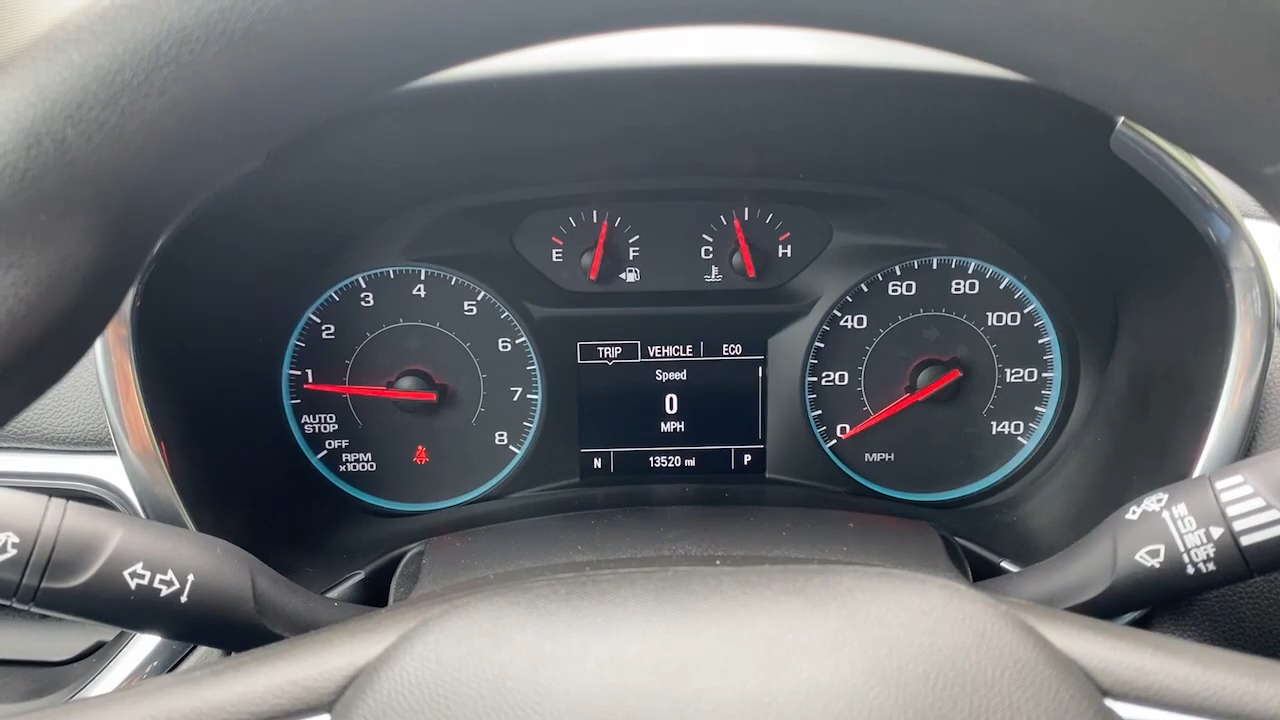 E F
C H
1 2 3 4 5 6 7 8
AUTO
STOP
OFF
RPM
x1000
TRIP VEHICLE ECO
Speed
0
MPH
N 13520 mi P
0 20 40 60 80 100 120 140
MPH
HI
LO
INT
OFF
1x